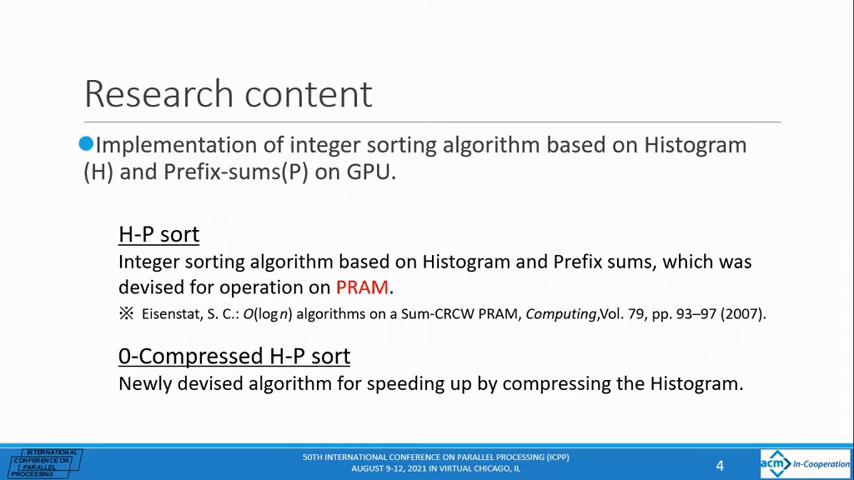 Research content
Implementation of integer sorting algorithm based on Histogram
(H) and Prefix-sums(P) on GPU.
H-P sort
Integer sorting algorithm based on Histogram and Prefix sums, which was
devised for operation on PRAM.
※ Eisenstat, S. C.: O(log n) algorithms on a Sum-CRCW PRAM, Computing,Vol. 79, pp. 93–97 (2007).
0-Compressed H-P sort
Newly devised algorithm for speeding up by compressing the Histogram.
INTERNATIONAL
CONFERENCE ON
PARALLEL
PROCESSING
50TH INTERNATIONAL CONFERENCE ON PARALLEL PROCESSING (ICPP)
AUGUST 9-12, 2021 IN VIRTUAL CHICAGO, IL
4
acm In-Cooperation